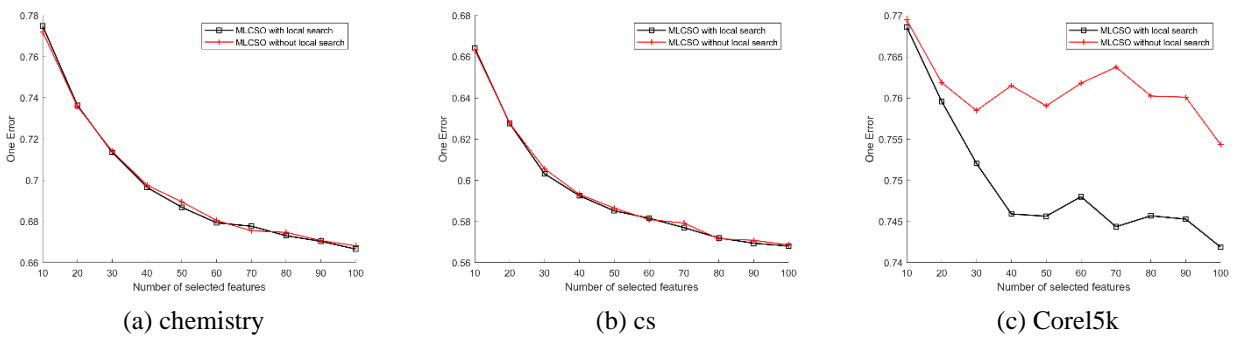 0.78
0.76
0.74
0.72
0.7
0.68
0.66
One Error
10 20 30 40 50 60 70 80 90 100
Number of selected features
MLCSO with local search
MLCSO without local search
(a) chemistry
0.68
0.66
0.64
0.62
0.6
0.58
0.56
One Error
10 20 30 40 50 60 70 80 90 100
Number of selected features
MLCSO with local search
MLCSO without local search
(b) cs
0.77
0.765
0.76
0.755
0.75
0.745
0.74
One Error
10 20 30 40 50 60 70 80 90 100
Number of selected features
MLCSO with local search
MLCSO without local search
(c) Corel5k